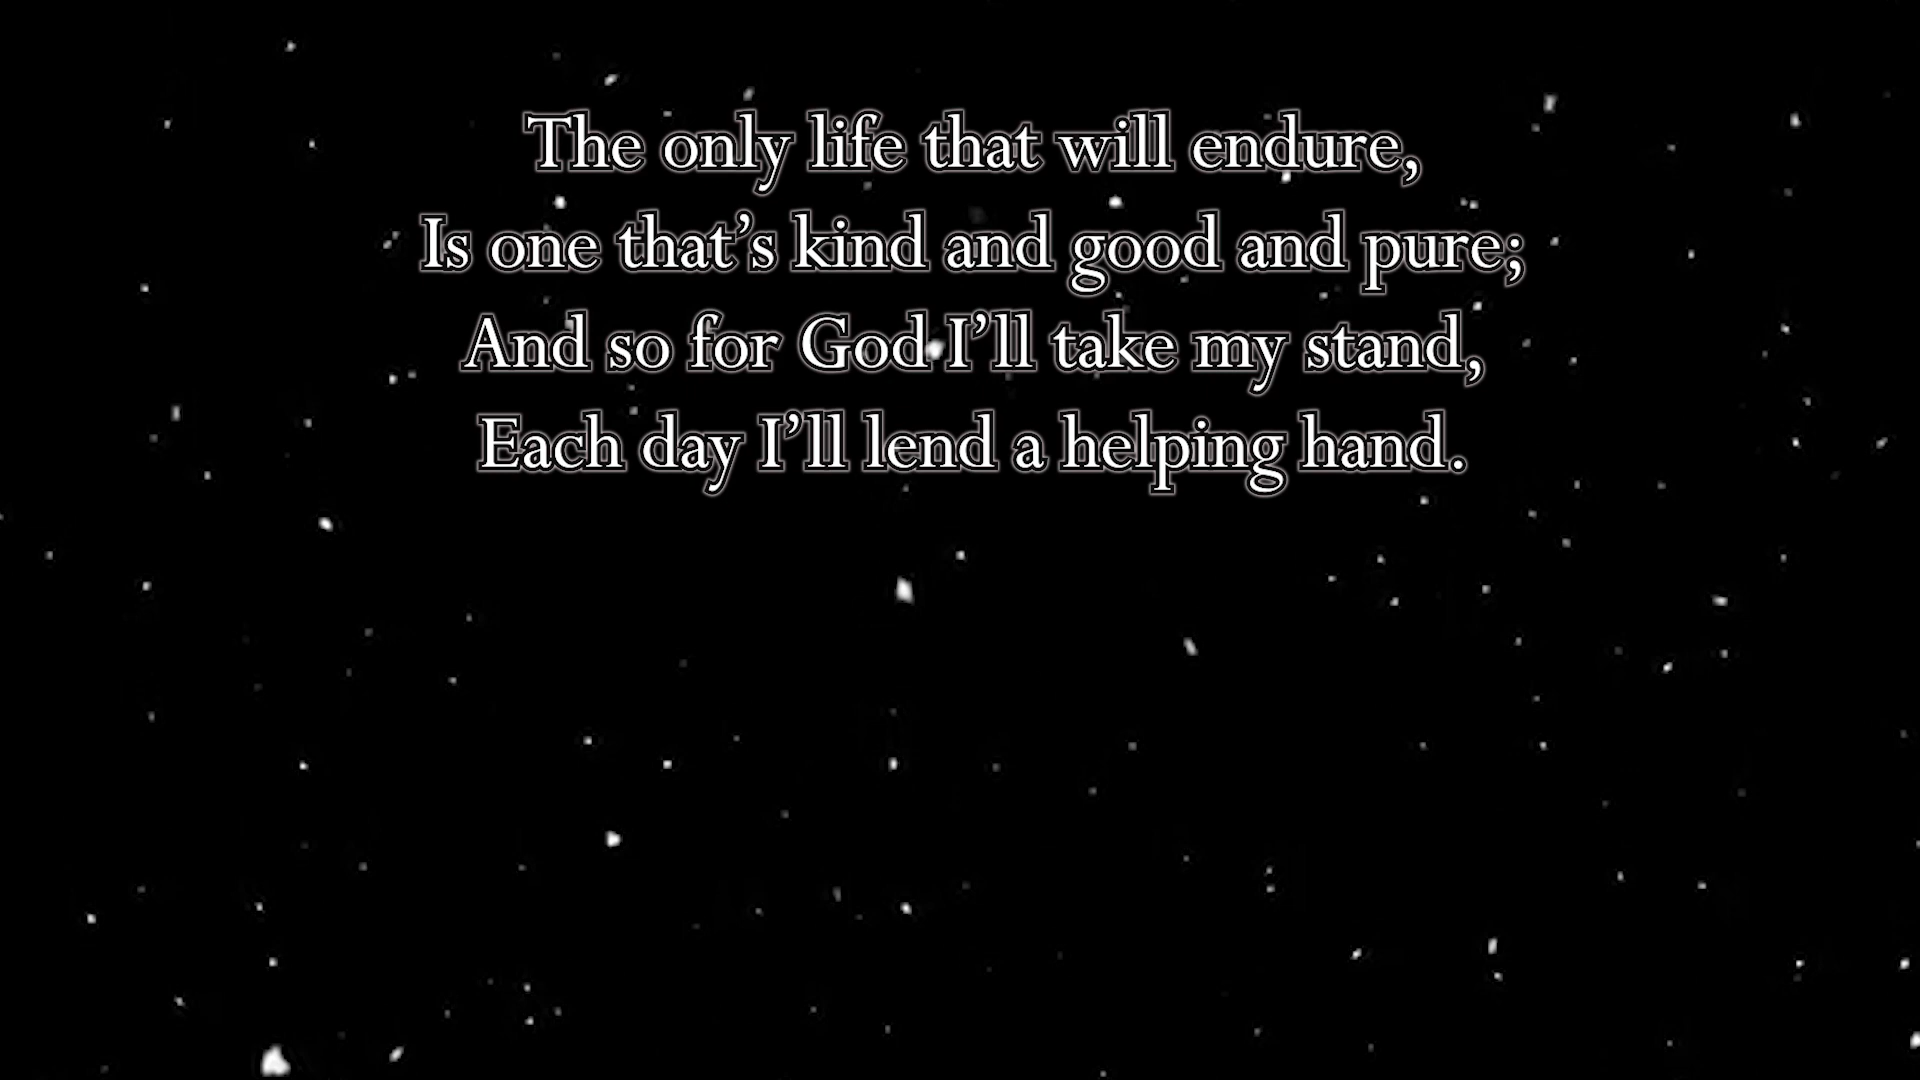 The only life that will endure,
Is one that’s kind and good and pure;
And so for God I’ll take my stand,
Each day I’ll lend a helping hand.